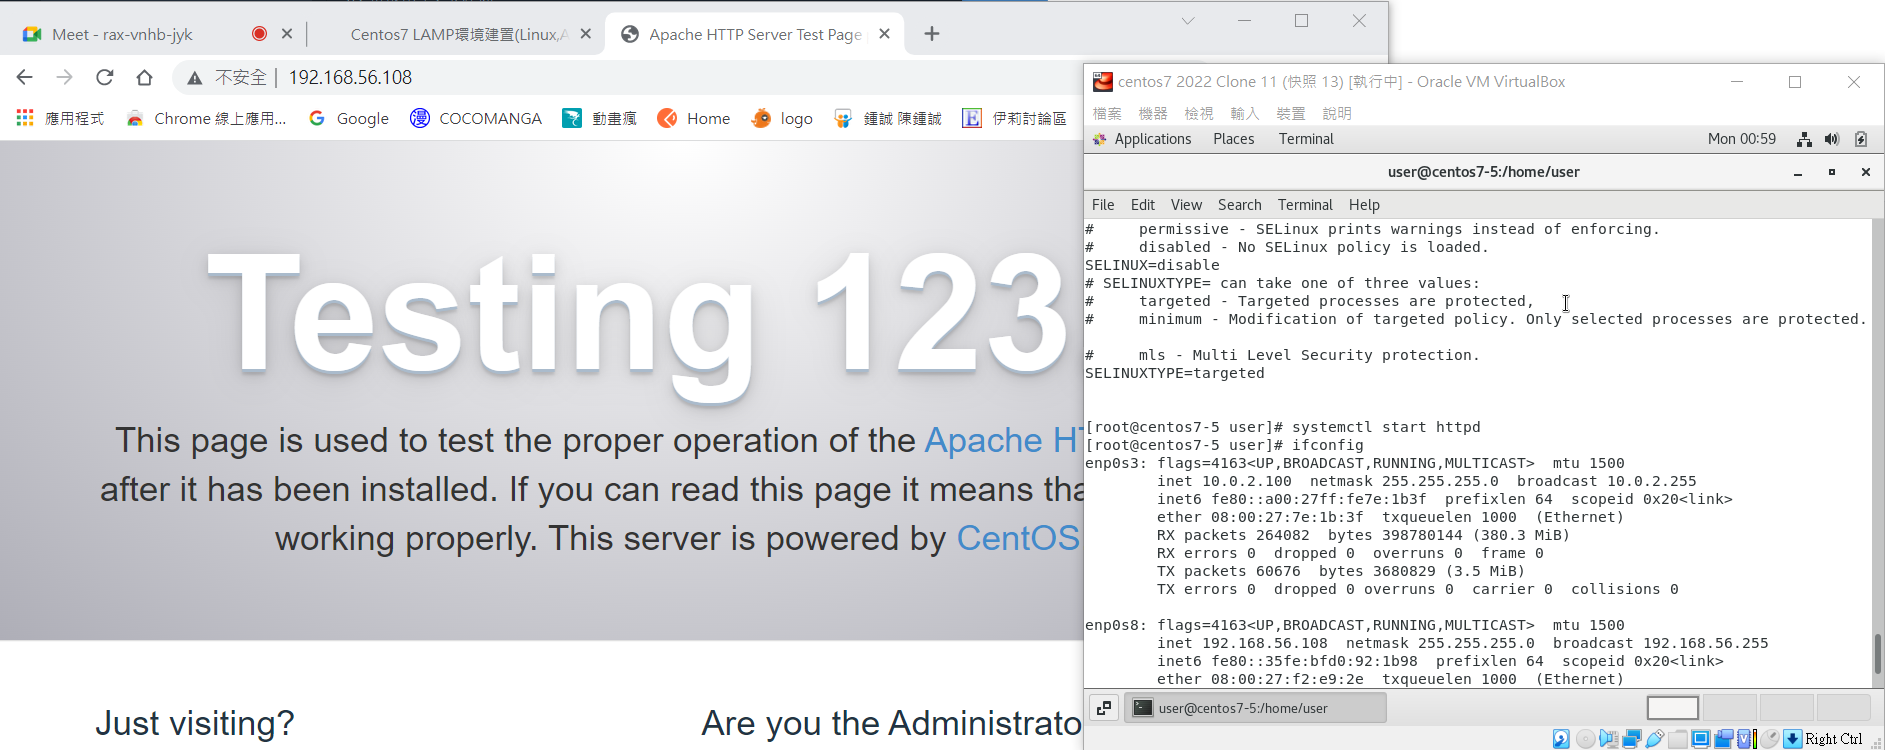 Meet - rax-vnhb-jyk
Centos7 LAMP環境建置(Linux,A
Apache HTTP Server Test Page
不安全 | 192.168.56.108
應用程式
Chrome 線上應用...
Google
COCOMANGA
動畫瘋
Home
logo
鍾誠 陳鍾誠
伊莉討論區
Testing 123
This page is used to test the proper operation of the Apache HT
after it has been installed. If you can read this page it means tha
working properly. This server is powered by CentOS
Just visiting?
Are you the Administrato
centos7 2022 Clone 11 (快照 13) [執行中] - Oracle VM VirtualBox
檔案 機器 檢視 輸入 裝置 說明
Applications Places Terminal Mon 00:59
user@centos7-5:/home/user
File Edit View Search Terminal Help
# permissive - SELinux prints warnings instead of enforcing.
# disabled - No SELinux policy is loaded.
SELINUX=disable
# SELINUXTYPE= can take one of three values:
# targeted - Targeted processes are protected,
# minimum - Modification of targeted policy. Only selected processes are protected.
# mls - Multi Level Security protection.
SELINUXTYPE=targeted
[root@centos7-5 user]# systemctl start httpd
[root@centos7-5 user]# ifconfig
enp0s3: flags=4163<UP,BROADCAST,RUNNING,MULTICAST> mtu 1500
inet 10.0.2.100 netmask 255.255.255.0 broadcast 10.0.2.255
inet6 fe80::a00:27ff:fe7e:1b3f prefixlen 64 scopeid 0x20<link>
ether 08:00:27:7e:1b:3f txqueuelen 1000 (Ethernet)
RX packets 264082 bytes 398780144 (380.3 MiB)
RX errors 0 dropped 0 overruns 0 frame 0
TX packets 60676 bytes 3680829 (3.5 MiB)
TX errors 0 dropped 0 overruns 0 carrier 0 collisions 0
enp0s8: flags=4163<UP,BROADCAST,RUNNING,MULTICAST> mtu 1500
inet 192.168.56.108 netmask 255.255.255.0 broadcast 192.168.56.255
inet6 fe80::35fe:bfd0:92:1b98 prefixlen 64 scopeid 0x20<link>
ether 08:00:27:f2:e9:2e txqueuelen 1000 (Ethernet)
user@centos7-5:/home/user
Right Ctrl